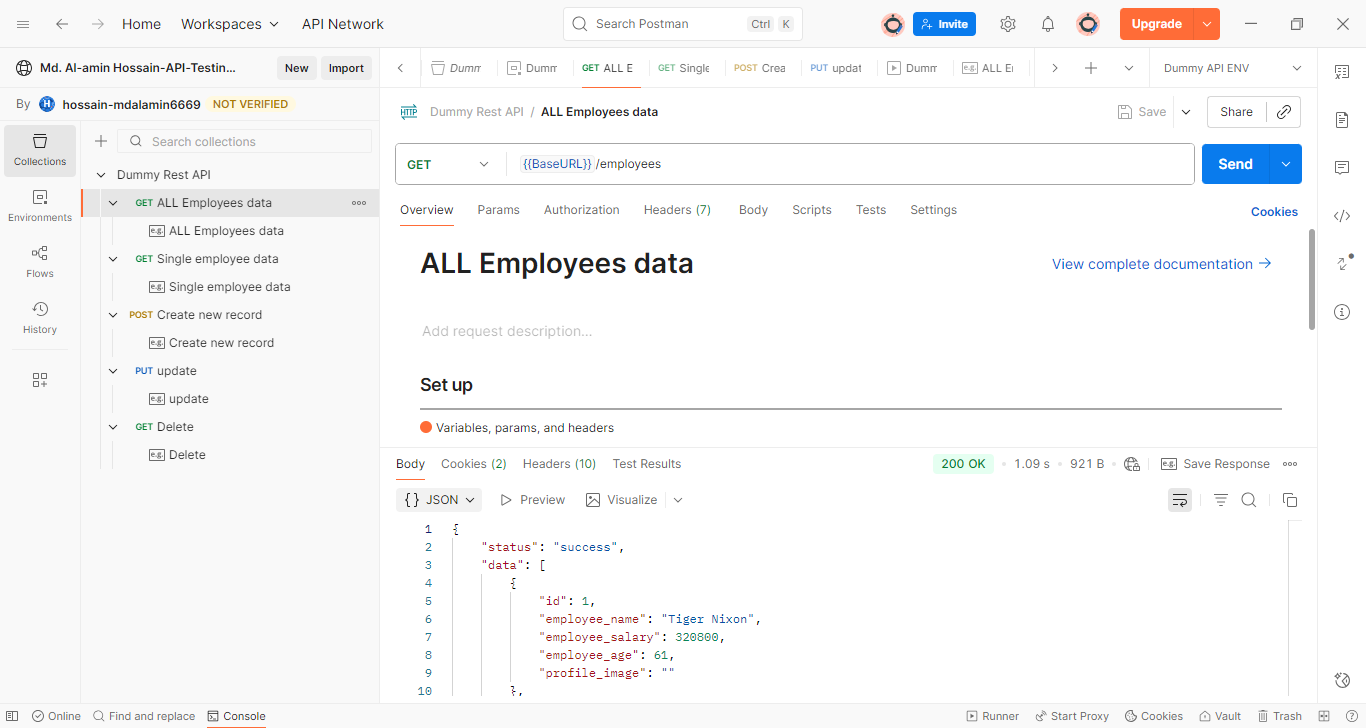 Home Workspaces API Network Search Postman Ctrl K Invite Upgrade
Md. Al-amin Hossain-API-Testin... New Import
Dumm Dumm GET ALL E GET Single POST Crea PUT updat Dumm e.g. ALL E Dummy API ENV
By H hossain-mdalamin6669 NOT VERIFIED
HTTP Dummy Rest API / ALL Employees data Save Share
Collections
Environments
Flows
History
Search collections
Dummy Rest API
GET ALL Employees data
e.g. ALL Employees data
GET Single employee data
e.g. Single employee data
POST Create new record
e.g. Create new record
PUT update
e.g. update
GET Delete
e.g. Delete
GET {{BaseURL}} /employees Send
Overview Params Authorization Headers (7) Body Scripts Tests Settings Cookies
ALL Employees data View complete documentation →
Add request description...
Set up
Variables, params, and headers
Body Cookies (2) Headers (10) Test Results 200 OK 1.09 s 921 B e.g. Save Response
{} JSON Preview Visualize
1 {
2 "status": "success",
3 "data": [
4 {
5 "id": 1,
6 "employee_name": "Tiger Nixon",
7 "employee_salary": 320800,
8 "employee_age": 61,
9 "profile_image": ""
10 },
Online Find and replace Console Runner Start Proxy Cookies Vault Trash